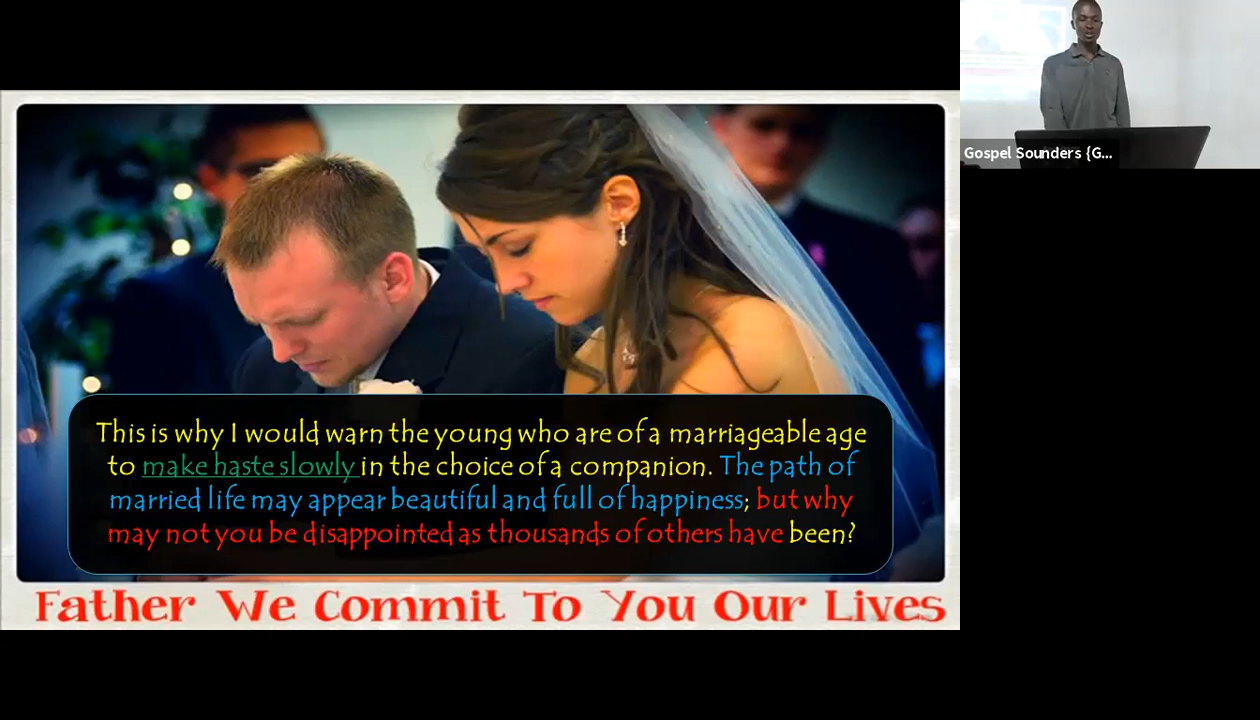 Gospel Sounders {G...
This is why I would warn the young who are of a marriageable age
to make haste slowly in the choice of a companion. The path of
married life may appear beautiful and full of happiness; but why
may not you be disappointed as thousands of others have been?
Father We Commit To You Our Lives